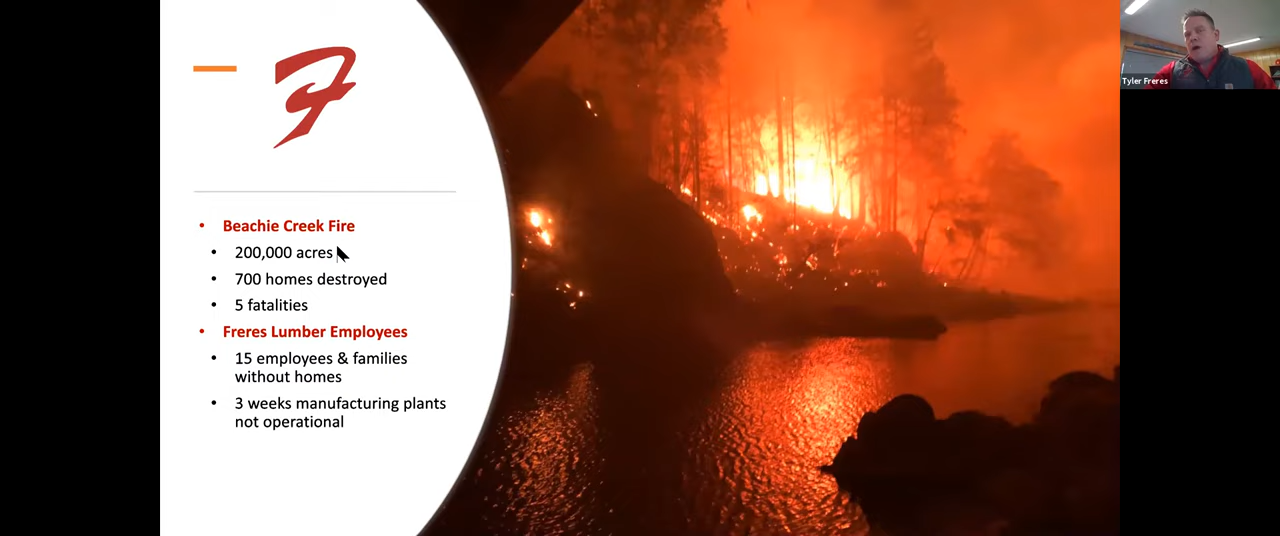 Beachie Creek Fire
200,000 acres
700 homes destroyed
5 fatalities
Freres Lumber Employees
15 employees & families
without homes
3 weeks manufacturing plants
not operational
Tyler Freres